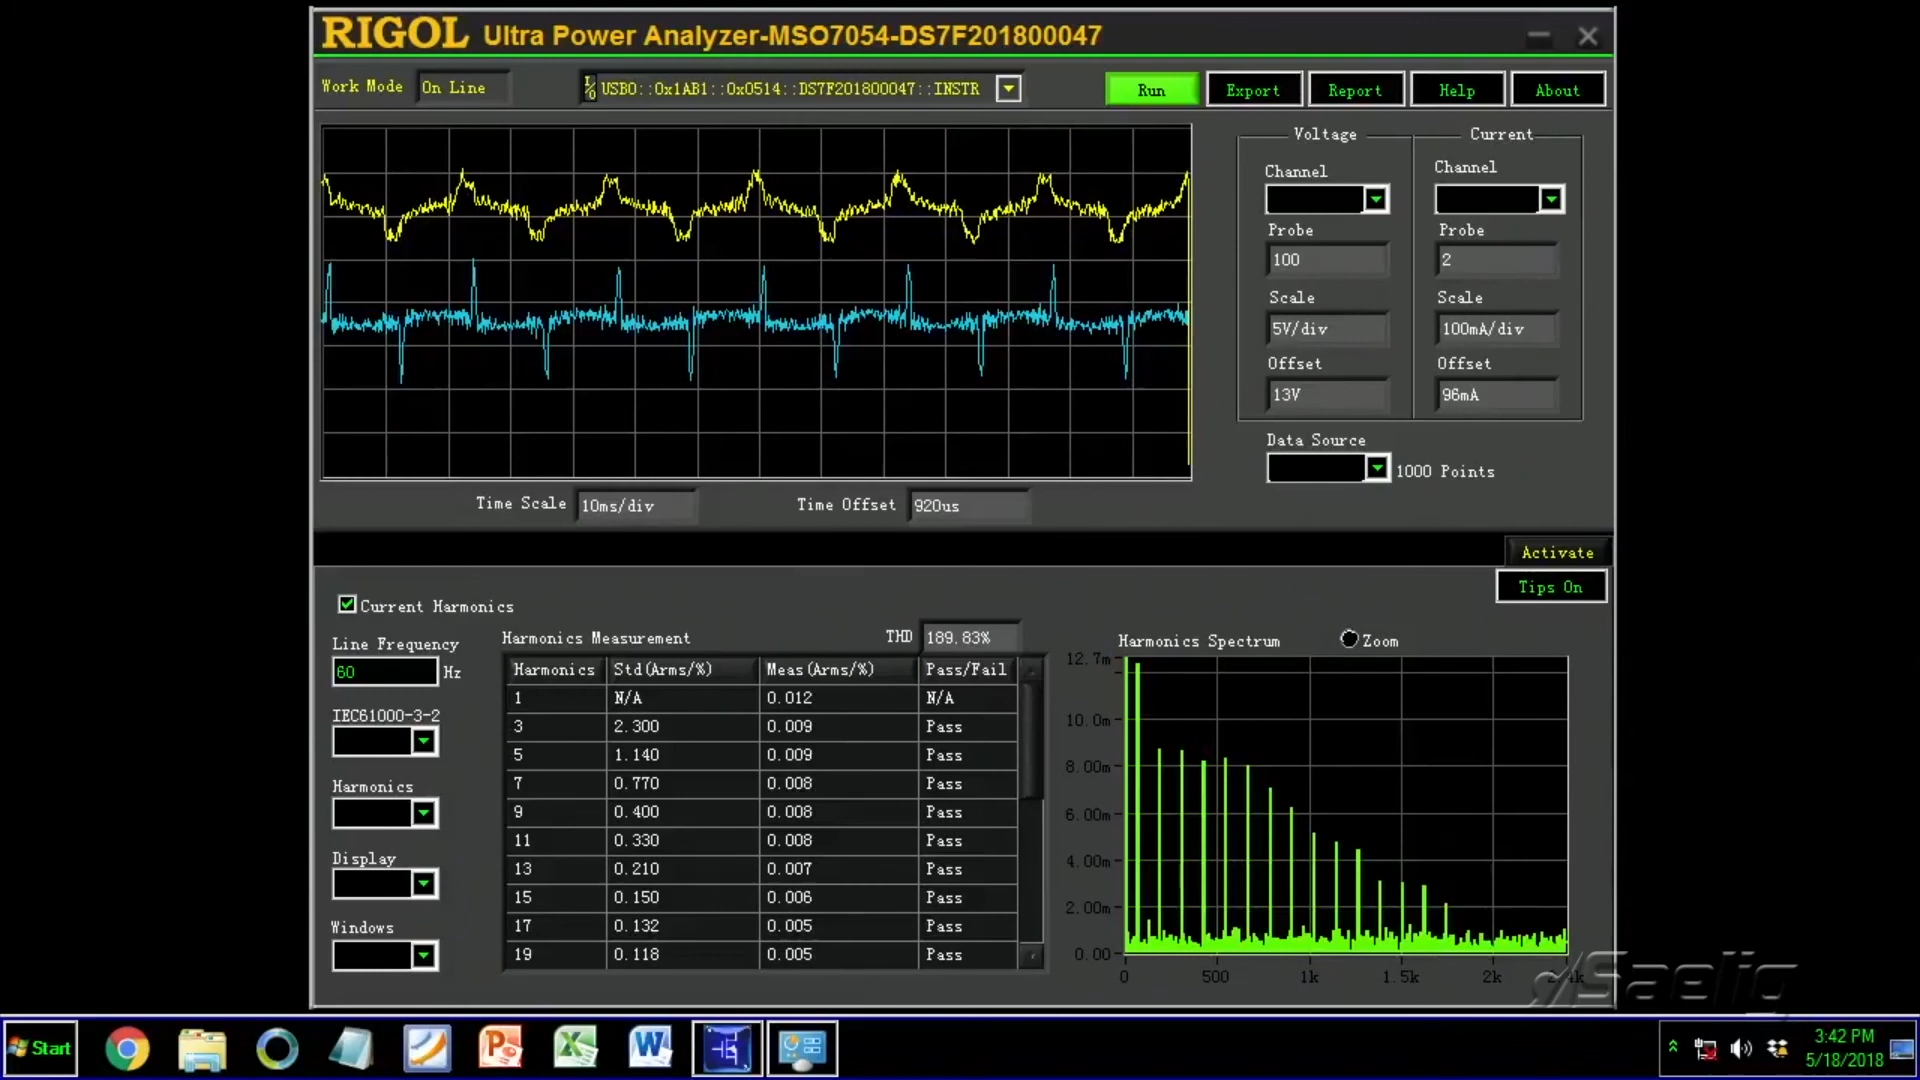 RIGOL Ultra Power Analyzer-MSO7054-DS7F201800047
Work Mode On Line I/O USB0::0x1AB1::0x0514::DS7F201800047::INSTR Run Export Report Help About
Voltage Current
Channel Channel
Probe Probe
100 2
Scale Scale
5V/div 100mA/div
Offset Offset
13V 96mA
Data Source
1000 Points
Time Scale 10ms/div Time Offset 920us
Activate
Tips On
Current Harmonics
Line Frequency
60 Hz
IEC61000-3-2
Harmonics
Display
Windows
Harmonics Measurement THD 189.83%
Harmonics Std(Arms/%) Meas(Arms/%) Pass/Fail
1 N/A 0.012 N/A
3 2.300 0.009 Pass
5 1.140 0.009 Pass
7 0.770 0.008 Pass
9 0.400 0.008 Pass
11 0.330 0.008 Pass
13 0.210 0.007 Pass
15 0.150 0.006 Pass
17 0.132 0.005 Pass
19 0.118 0.005 Pass
Harmonics Spectrum Zoom
12.7m
10.0m
8.00m
6.00m
4.00m
2.00m
0.00
0 500 1k 1.5k 2k
Saelig
Start
3:42 PM
5/18/2018